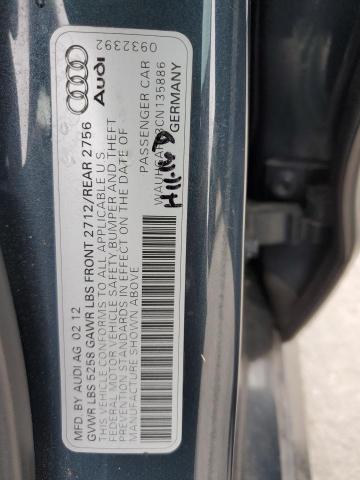 MFD BY AUDI AG 02 12
GVWR LBS 5258 GAWR LBS FRONT 2712/REAR 2756
THIS VEHICLE CONFORMS TO ALL APPLICABLE U S
FEDERAL MOTOR VEHICLE SAFETY BUMPER AND THEFT
PREVENTION STANDARDS IN EFFECT ON THE DATE OF
MANUFACTURE SHOWN ABOVE
Audi
0932392
PASSENGER CAR
CN135886
GERMANY